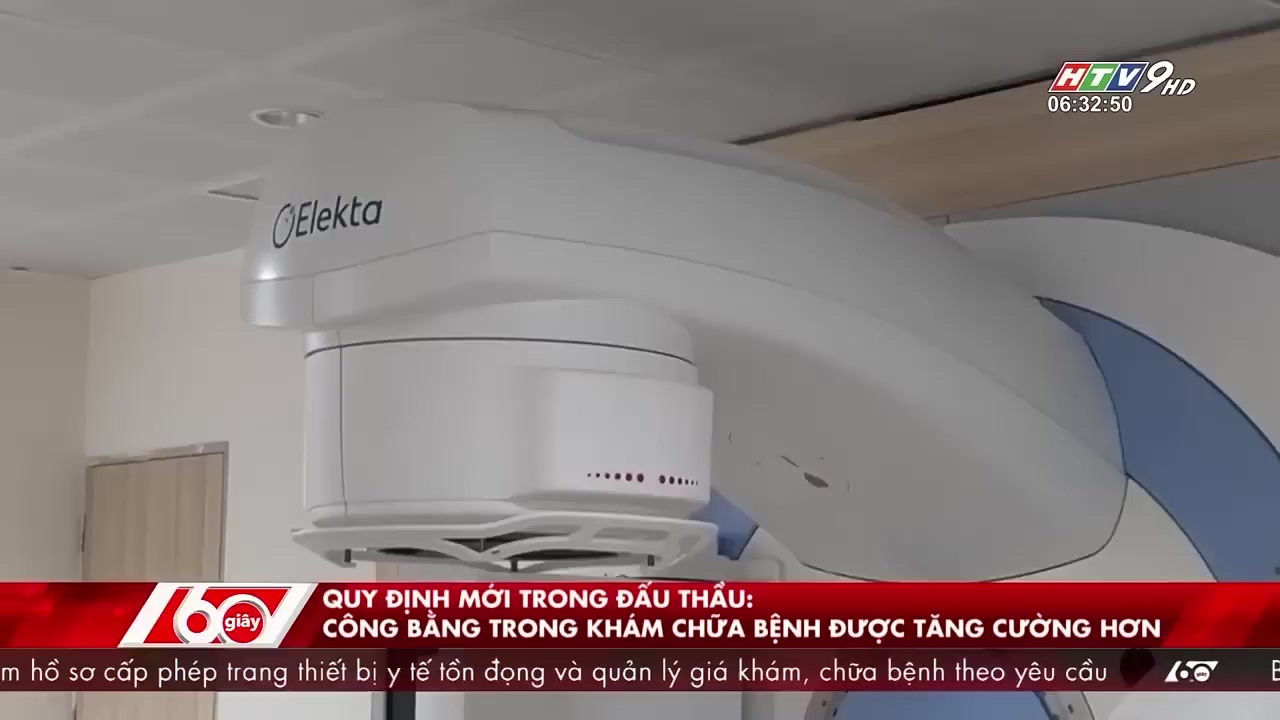 HTV9HD
06:32:50
Elekta
60 giây
QUY ĐỊNH MỚI TRONG ĐẤU THẦU:
CÔNG BẰNG TRONG KHÁM CHỮA BỆNH ĐƯỢC TĂNG CƯỜNG HƠN
hồ sơ cấp phép trang thiết bị y tế tồn đọng và quản lý giá khám, chữa bệnh theo yêu cầu
60 giây